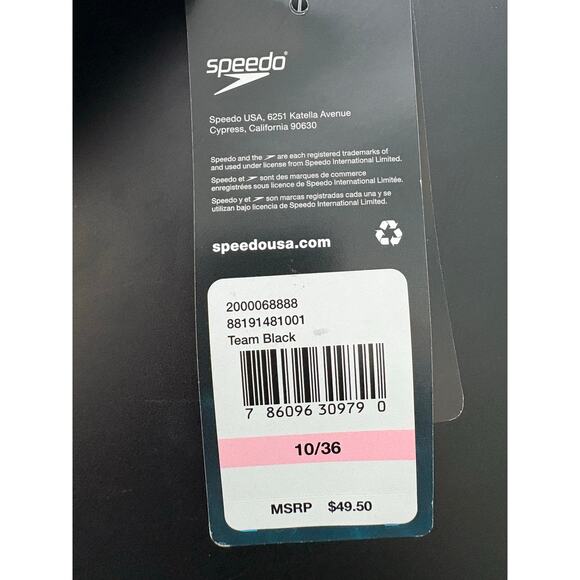 speedo®
Speedo USA, 6251 Katella Avenue
Cypress, California 90630
Speedo and the are each registered trademarks of
and used under license from Speedo International Limited.
Speedo et sont des marques de commerce
enregistrées sous licence de Speedo International Limitée.
Speedo y et son marcas registradas cada una y se
utilizan bajo licencia de Speedo International Limited.
speedousa.com
2000068888
88191481001
Team Black
7 86096 30979 0
10/36
MSRP $49.50